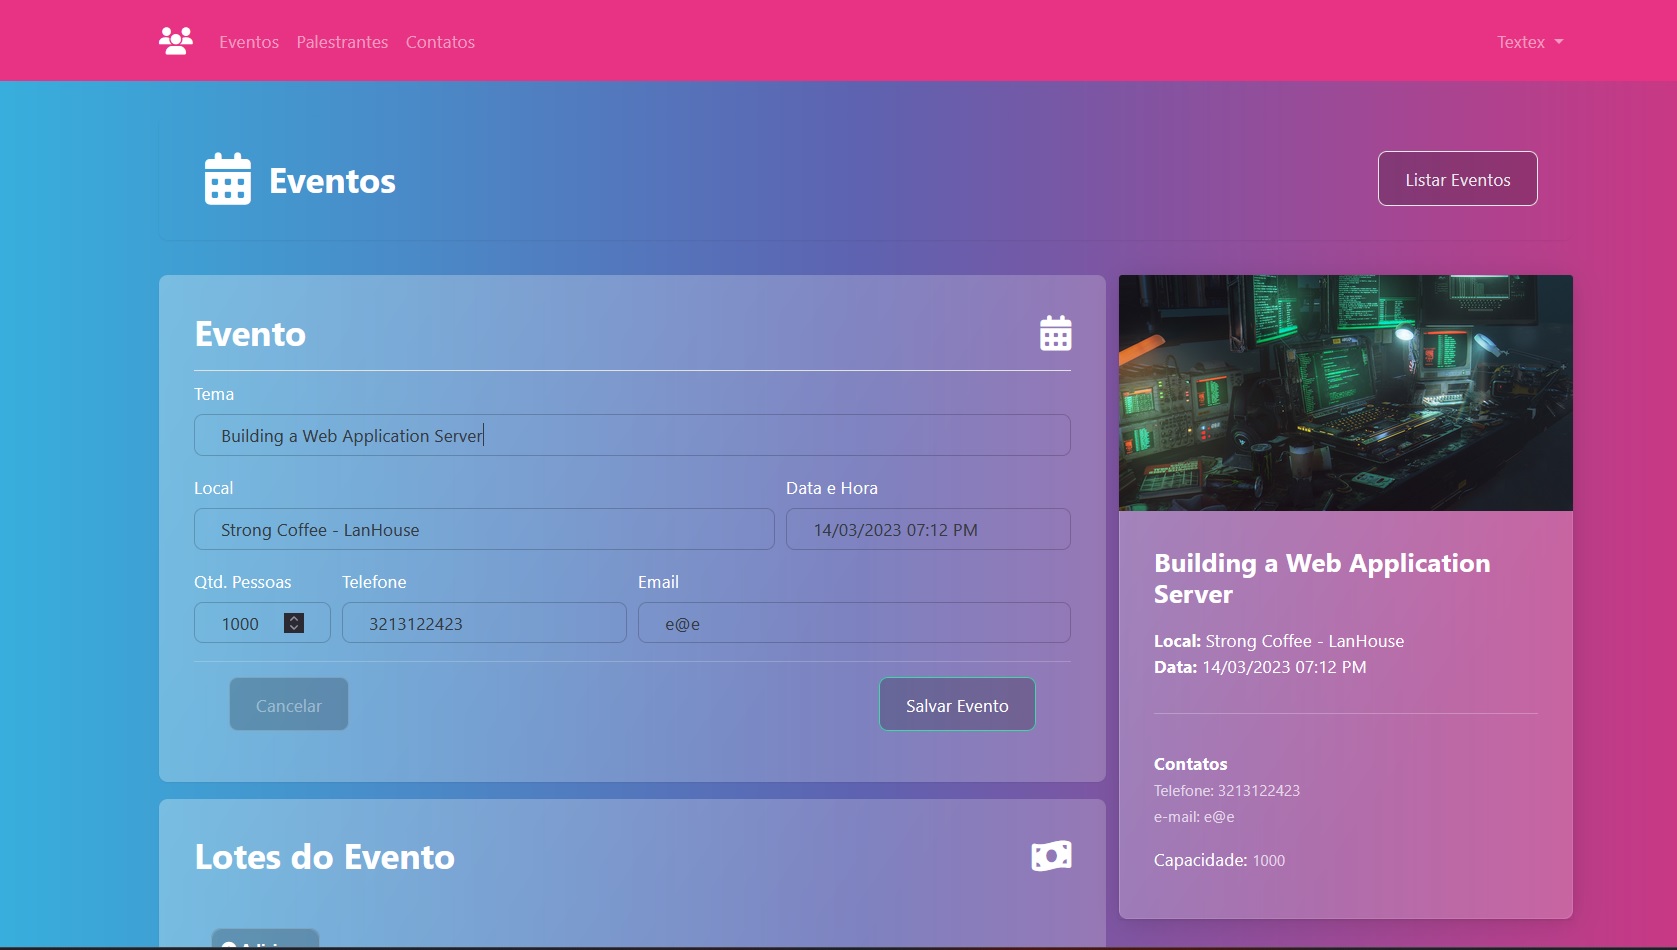 Eventos Palestrantes Contatos Textex
Eventos
Listar Eventos
Evento
Tema
Building a Web Application Server
Local Data e Hora
Strong Coffee - LanHouse 14/03/2023 07:12 PM
Qtd. Pessoas Telefone Email
1000 3213122423 e@e
Cancelar Salvar Evento
Lotes do Evento
Building a Web Application
Server
Local: Strong Coffee - LanHouse
Data: 14/03/2023 07:12 PM
Contatos
Telefone: 3213122423
e-mail: e@e
Capacidade: 1000